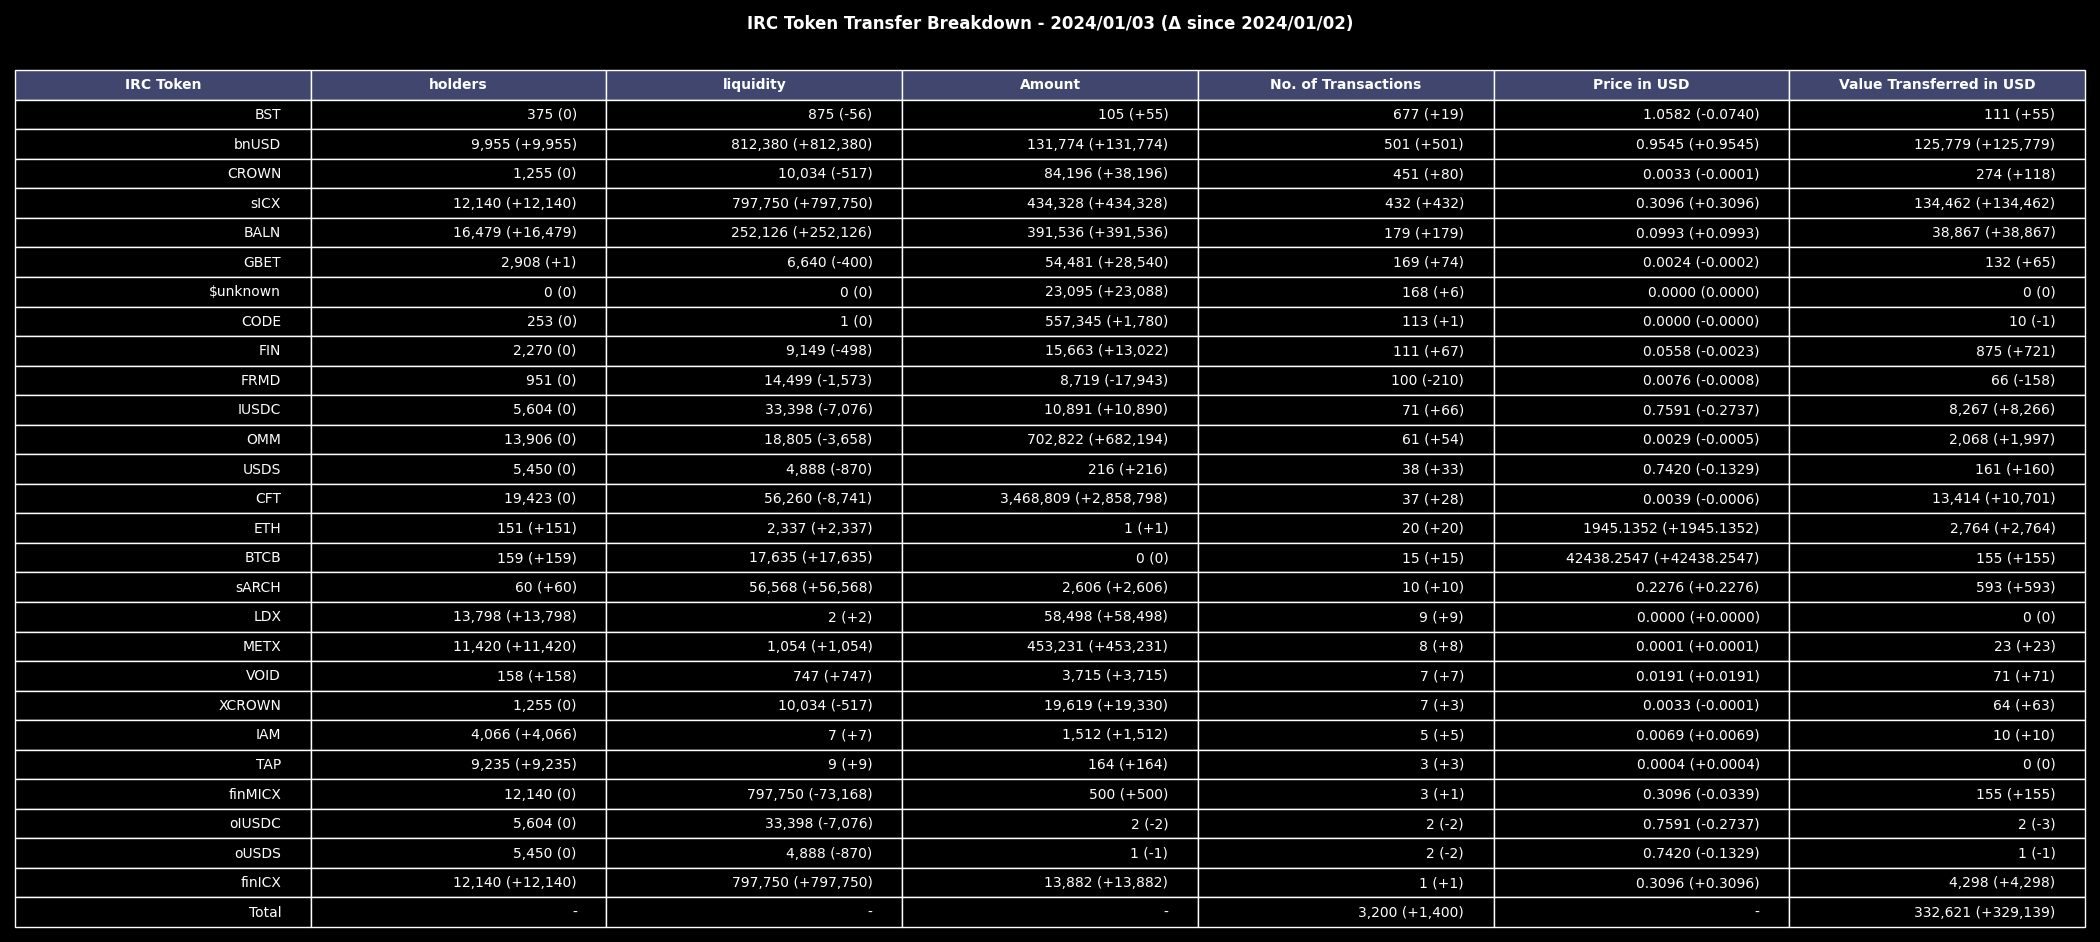 IRC Token Transfer Breakdown - 2024/01/03 (Δ since 2024/01/02)
IRC Token holders liquidity Amount No. of Transactions Price in USD Value Transferred in USD
BST 375 (0) 875 (-56) 105 (+55) 677 (+19) 1.0582 (-0.0740) 111 (+55)
bnUSD 9,955 (+9,955) 812,380 (+812,380) 131,774 (+131,774) 501 (+501) 0.9545 (+0.9545) 125,779 (+125,779)
CROWN 1,255 (0) 10,034 (-517) 84,196 (+38,196) 451 (+80) 0.0033 (-0.0001) 274 (+118)
sICX 12,140 (+12,140) 797,750 (+797,750) 434,328 (+434,328) 432 (+432) 0.3096 (+0.3096) 134,462 (+134,462)
BALN 16,479 (+16,479) 252,126 (+252,126) 391,536 (+391,536) 179 (+179) 0.0993 (+0.0993) 38,867 (+38,867)
GBET 2,908 (+1) 6,640 (-400) 54,481 (+28,540) 169 (+74) 0.0024 (-0.0002) 132 (+65)
$unknown 0 (0) 0 (0) 23,095 (+23,088) 168 (+6) 0.0000 (0.0000) 0 (0)
CODE 253 (0) 1 (0) 557,345 (+1,780) 113 (+1) 0.0000 (-0.0000) 10 (-1)
FIN 2,270 (0) 9,149 (-498) 15,663 (+13,022) 111 (+67) 0.0558 (-0.0023) 875 (+721)
FRMD 951 (0) 14,499 (-1,573) 8,719 (-17,943) 100 (-210) 0.0076 (-0.0008) 66 (-158)
IUSDC 5,604 (0) 33,398 (-7,076) 10,891 (+10,890) 71 (+66) 0.7591 (-0.2737) 8,267 (+8,266)
OMM 13,906 (0) 18,805 (-3,658) 702,822 (+682,194) 61 (+54) 0.0029 (-0.0005) 2,068 (+1,997)
USDS 5,450 (0) 4,888 (-870) 216 (+216) 38 (+33) 0.7420 (-0.1329) 161 (+160)
CFT 19,423 (0) 56,260 (-8,741) 3,468,809 (+2,858,798) 37 (+28) 0.0039 (-0.0006) 13,414 (+10,701)
ETH 151 (+151) 2,337 (+2,337) 1 (+1) 20 (+20) 1945.1352 (+1945.1352) 2,764 (+2,764)
BTCB 159 (+159) 17,635 (+17,635) 0 (0) 15 (+15) 42438.2547 (+42438.2547) 155 (+155)
sARCH 60 (+60) 56,568 (+56,568) 2,606 (+2,606) 10 (+10) 0.2276 (+0.2276) 593 (+593)
LDX 13,798 (+13,798) 2 (+2) 58,498 (+58,498) 9 (+9) 0.0000 (+0.0000) 0 (0)
METX 11,420 (+11,420) 1,054 (+1,054) 453,231 (+453,231) 8 (+8) 0.0001 (+0.0001) 23 (+23)
VOID 158 (+158) 747 (+747) 3,715 (+3,715) 7 (+7) 0.0191 (+0.0191) 71 (+71)
XCROWN 1,255 (0) 10,034 (-517) 19,619 (+19,330) 7 (+3) 0.0033 (-0.0001) 64 (+63)
IAM 4,066 (+4,066) 7 (+7) 1,512 (+1,512) 5 (+5) 0.0069 (+0.0069) 10 (+10)
TAP 9,235 (+9,235) 9 (+9) 164 (+164) 3 (+3) 0.0004 (+0.0004) 0 (0)
finMICX 12,140 (0) 797,750 (-73,168) 500 (+500) 3 (+1) 0.3096 (-0.0339) 155 (+155)
oIUSDC 5,604 (0) 33,398 (-7,076) 2 (-2) 2 (-2) 0.7591 (-0.2737) 2 (-3)
oUSDS 5,450 (0) 4,888 (-870) 1 (-1) 2 (-2) 0.7420 (-0.1329) 1 (-1)
finICX 12,140 (+12,140) 797,750 (+797,750) 13,882 (+13,882) 1 (+1) 0.3096 (+0.3096) 4,298 (+4,298)
Total - - - 3,200 (+1,400) - 332,621 (+329,139)